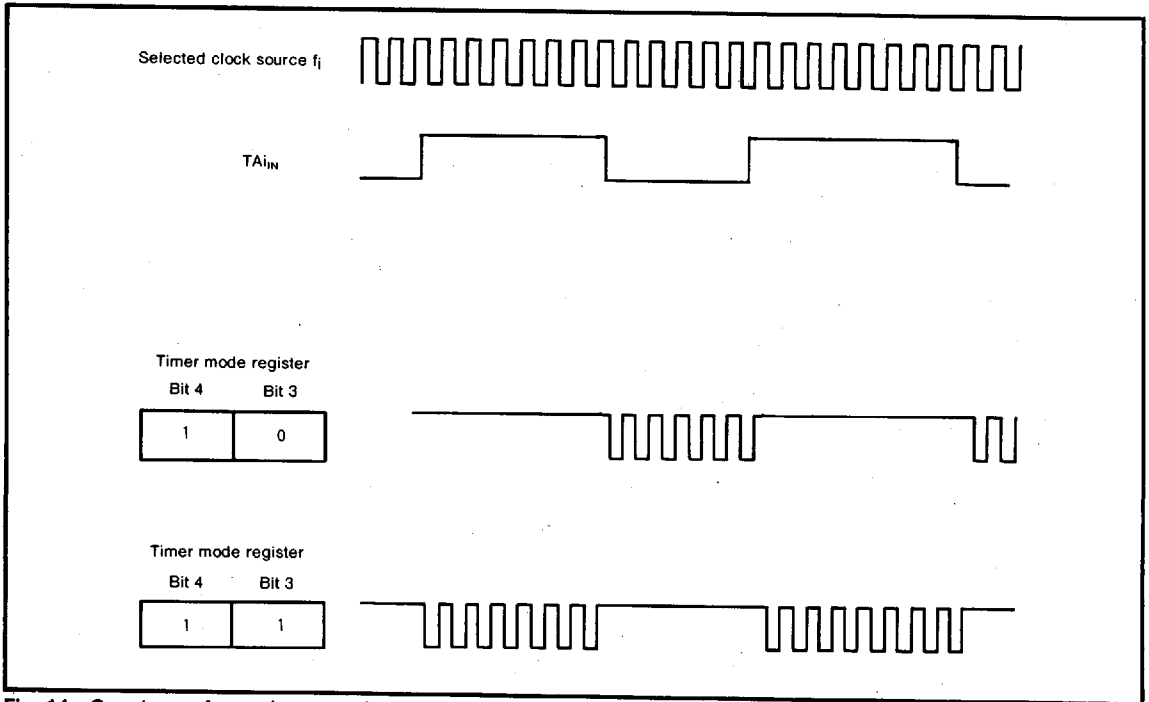 Selected clock source fi
TAiIN
Timer mode register
Bit 4 Bit 3
1 0
Timer mode register
Bit 4 Bit 3
1 1